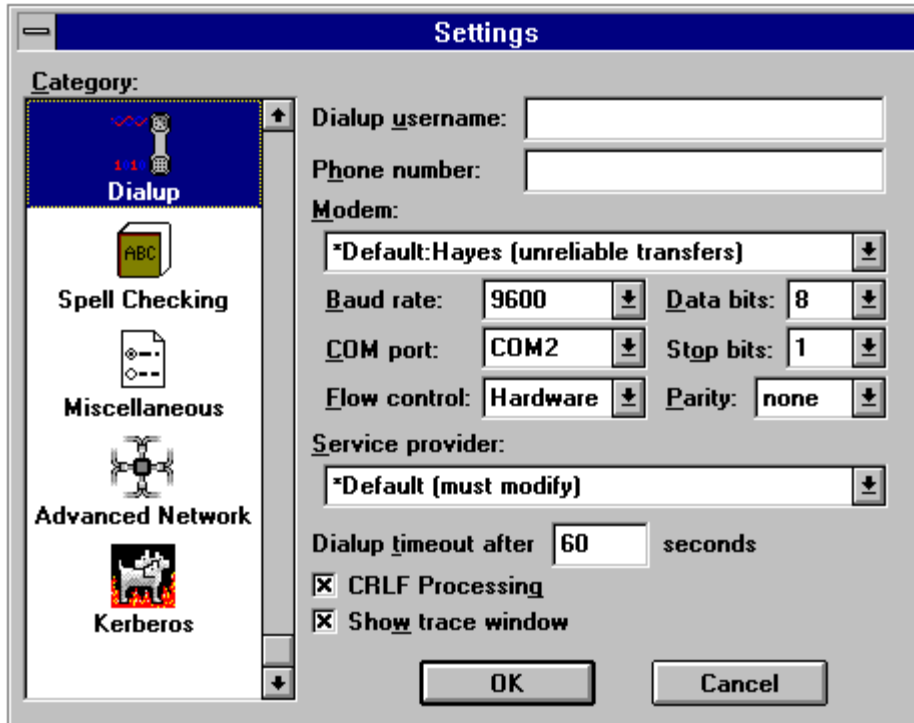 Settings
Category:
Dialup
Spell Checking
ABC
Miscellaneous
Advanced Network
Kerberos
Dialup username:
Phone number:
Modem:
*Default:Hayes (unreliable transfers)
Baud rate: 9600 Data bits: 8
COM port: COM2 Stop bits: 1
Flow control: Hardware Parity: none
Service provider:
*Default (must modify)
Dialup timeout after 60 seconds
CRLF Processing
Show trace window
OK Cancel